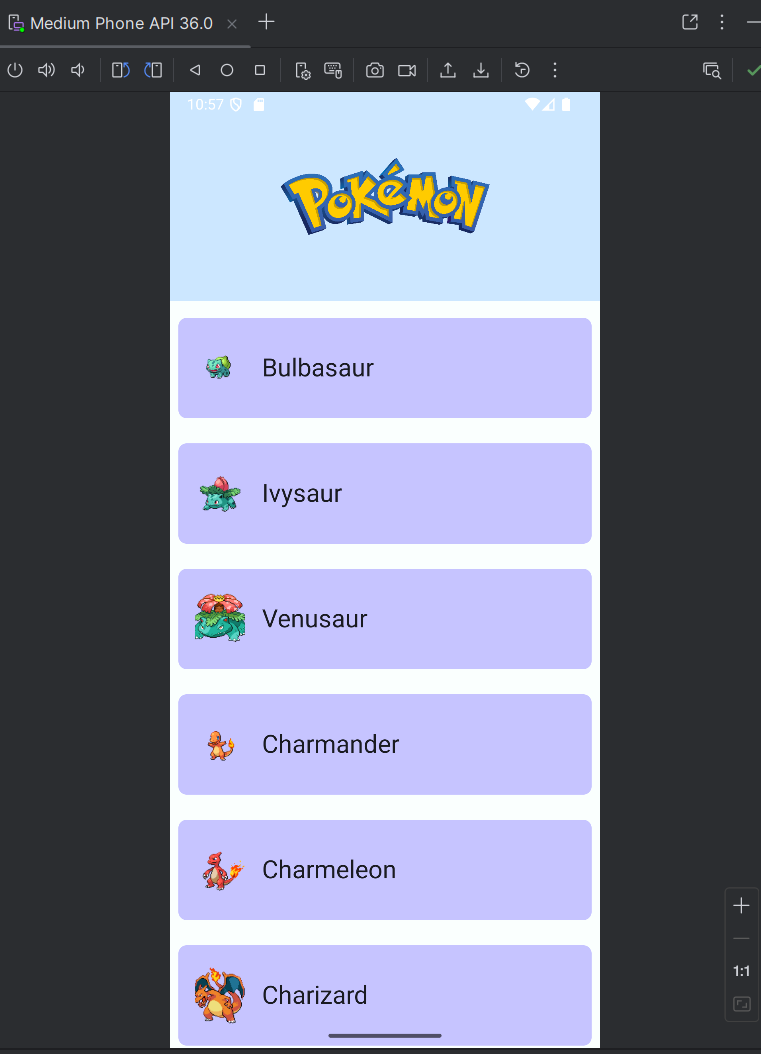 Medium Phone API 36.0
10:57
Pokémon
Bulbasaur
Ivysaur
Venusaur
Charmander
Charmeleon
Charizard
1:1